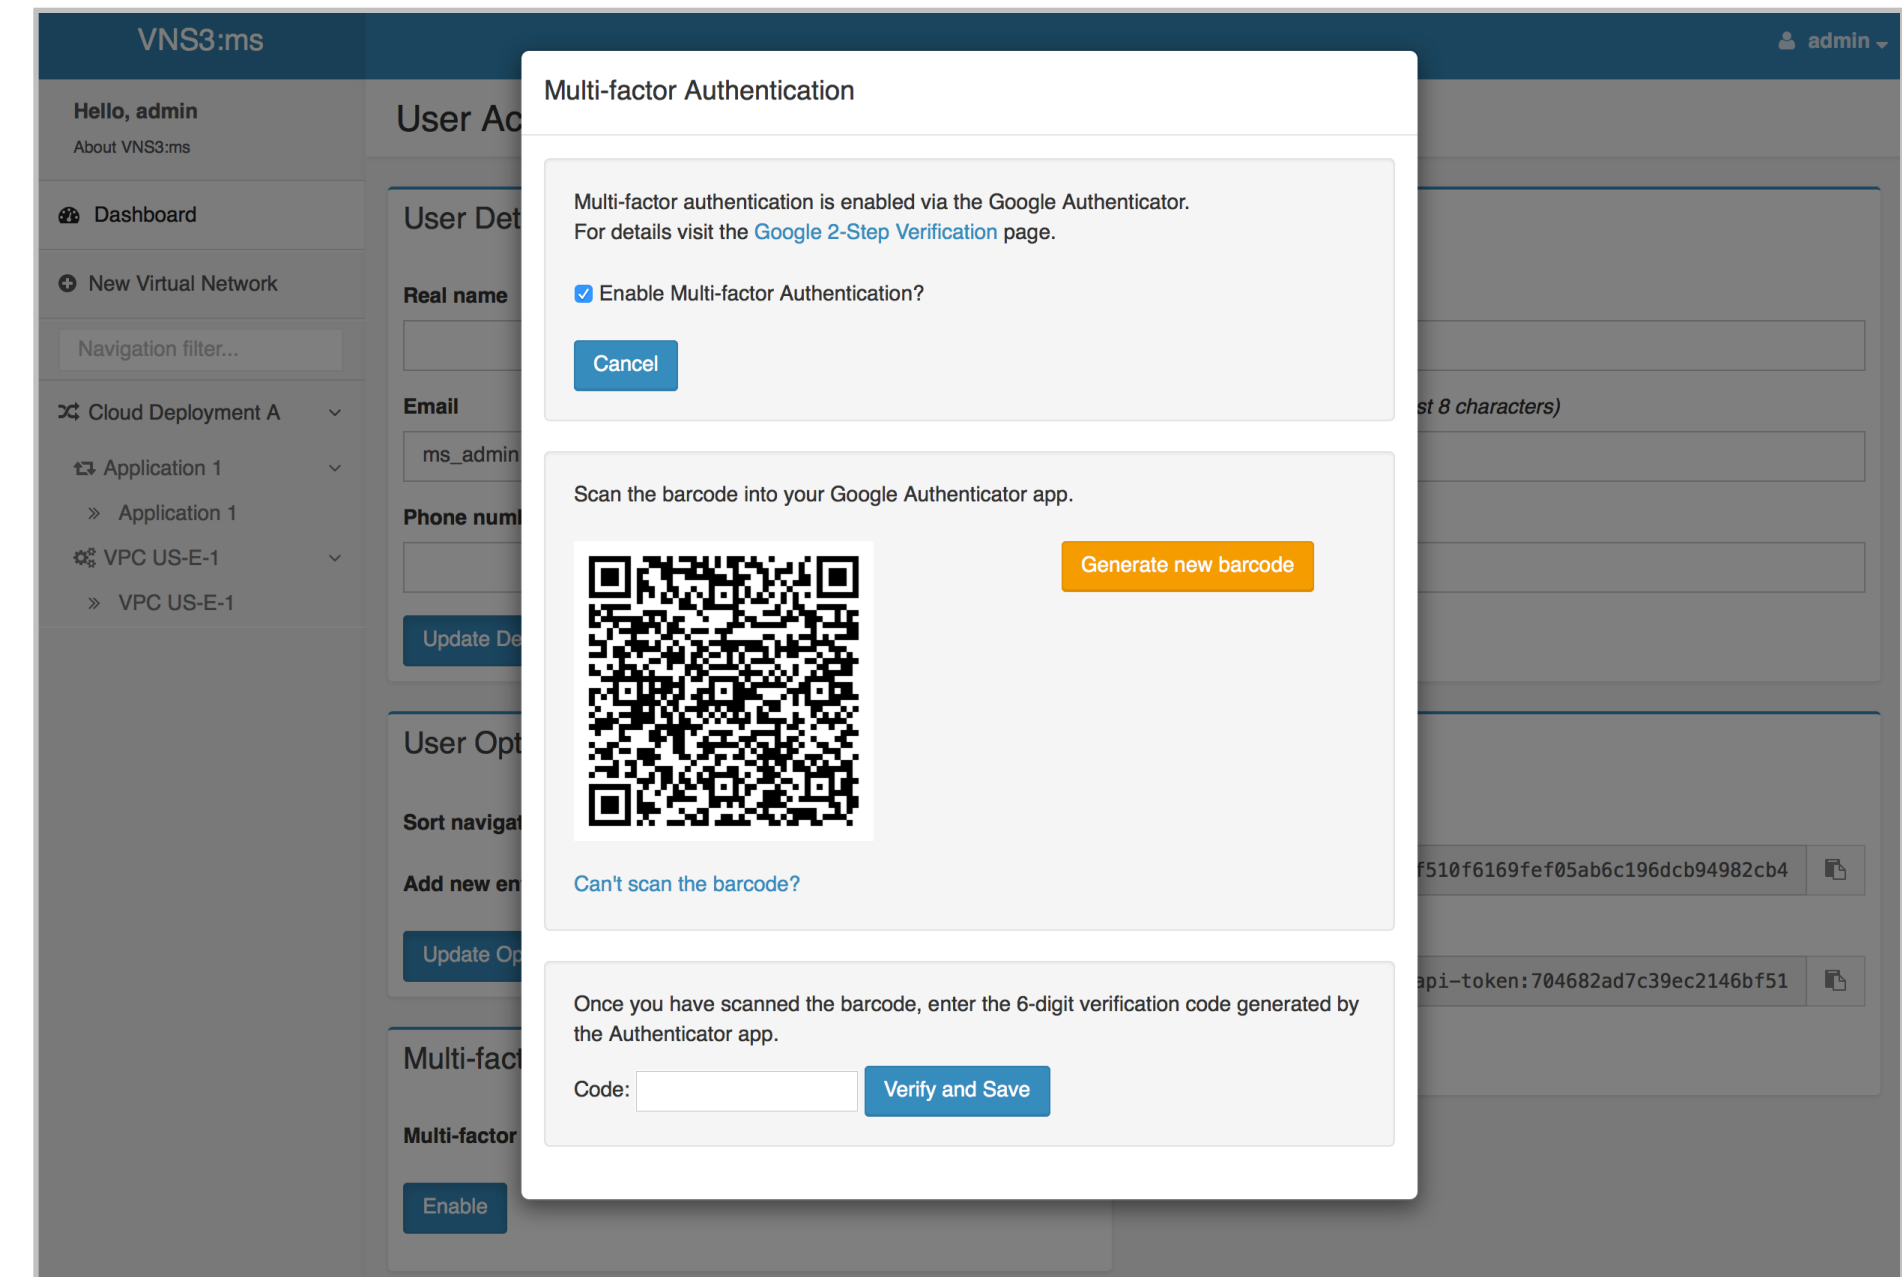 VNS3:ms
admin
Hello, admin
About VNS3:ms
Dashboard
New Virtual Network
Navigation filter...
Cloud Deployment A
Application 1
Application 1
VPC US-E-1
VPC US-E-1
User Ac
User Det
Real name
Email
st 8 characters)
ms_admin
Phone num
Update De
User Opt
Sort navigat
Add new en
f510f6169fef05ab6c196dcb94982cb4
Update Op
api-token:704682ad7c39ec2146bf51
Multi-fact
Multi-factor
Enable
Multi-factor Authentication
Multi-factor authentication is enabled via the Google Authenticator.
For details visit the Google 2-Step Verification page.
Enable Multi-factor Authentication?
Cancel
Scan the barcode into your Google Authenticator app.
Generate new barcode
Can't scan the barcode?
Once you have scanned the barcode, enter the 6-digit verification code generated by
the Authenticator app.
Code:
Verify and Save